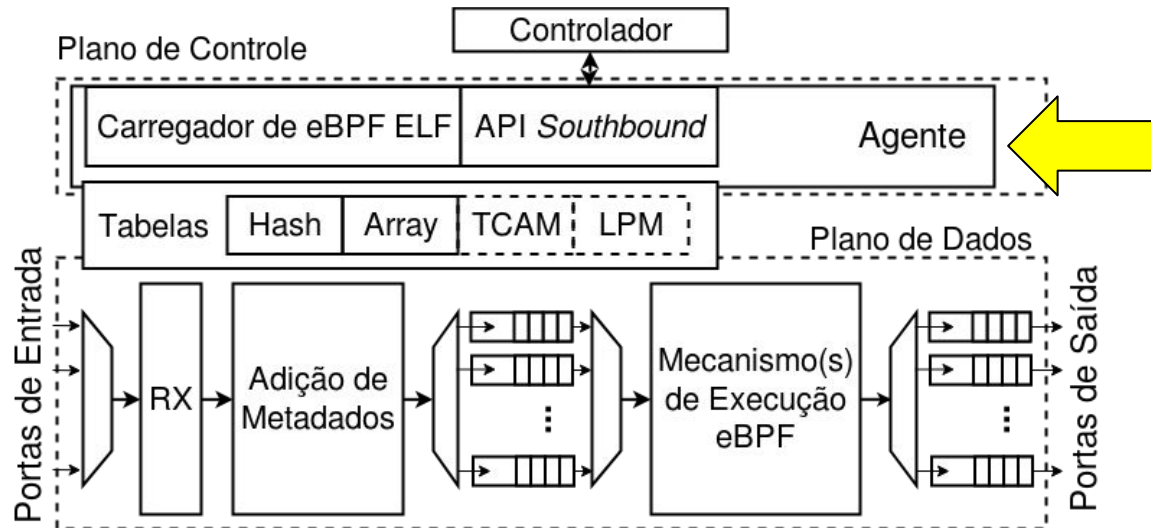 Controlador
Plano de Controle
Carregador de eBPF ELF
API Southbound
Agente
Tabelas
Hash
Array
TCAM
LPM
Plano de Dados
Portas de Entrada
RX
Adição de
Metadados
Mecanismo(s)
de Execução
eBPF
Portas de Saída